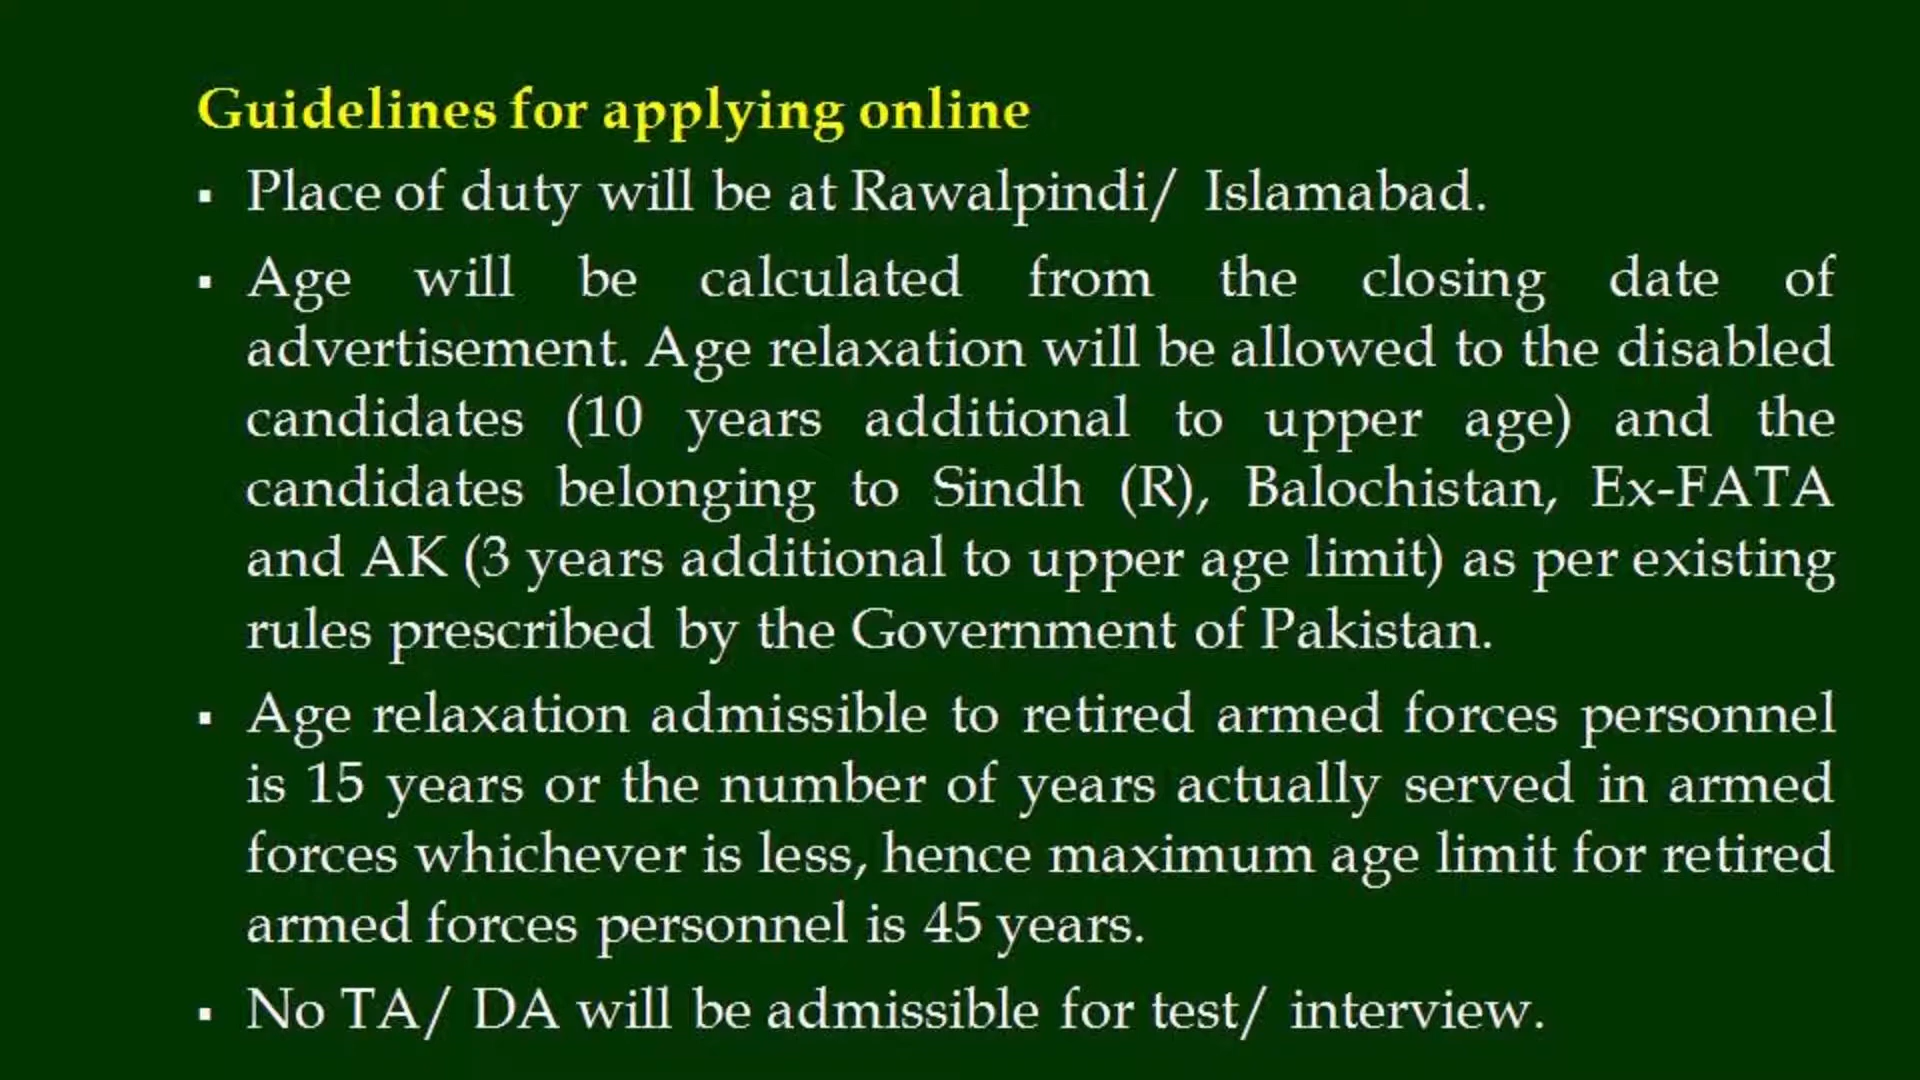 Guidelines for applying online
▪ Place of duty will be at Rawalpindi/ Islamabad.
▪ Age will be calculated from the closing date of
advertisement. Age relaxation will be allowed to the disabled
candidates (10 years additional to upper age) and the
candidates belonging to Sindh (R), Balochistan, Ex-FATA
and AK (3 years additional to upper age limit) as per existing
rules prescribed by the Government of Pakistan.
▪ Age relaxation admissible to retired armed forces personnel
is 15 years or the number of years actually served in armed
forces whichever is less, hence maximum age limit for retired
armed forces personnel is 45 years.
▪ No TA/ DA will be admissible for test/ interview.